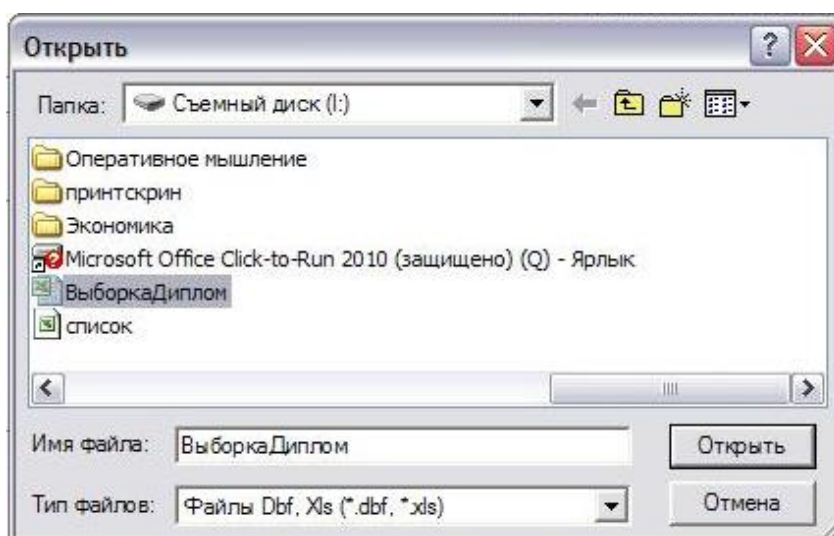 Открыть
Папка: Съемный диск (I:)
Оперативное мышление
принтскрин
Экономика
Microsoft Office Click-to-Run 2010 (защищено) (Q) - Ярлык
ВыборкаДиплом
список
Имя файла: ВыборкаДиплом Открыть
Тип файлов: Файлы Dbf, Xls (*.dbf, *.xls) Отмена